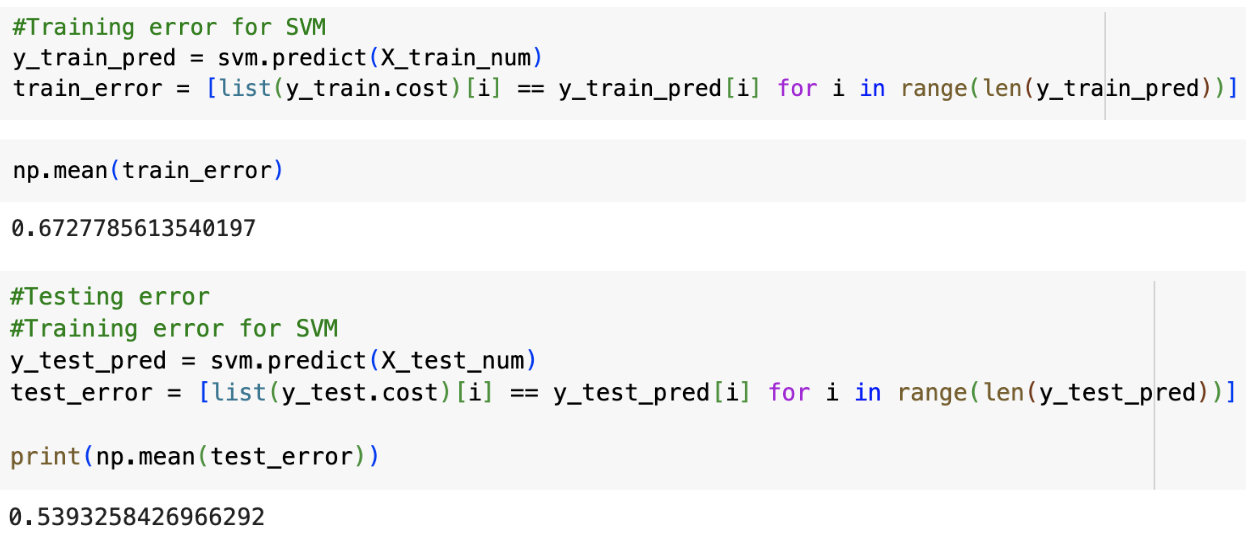 #Training error for SVM
y_train_pred = svm.predict(X_train_num)
train_error = [list(y_train.cost)[i] == y_train_pred[i] for i in range(len(y_train_pred))]
np.mean(train_error)
0.6727785613540197
#Testing error
#Training error for SVM
y_test_pred = svm.predict(X_test_num)
test_error = [list(y_test.cost)[i] == y_test_pred[i] for i in range(len(y_test_pred))]
print(np.mean(test_error))
0.5393258426966292